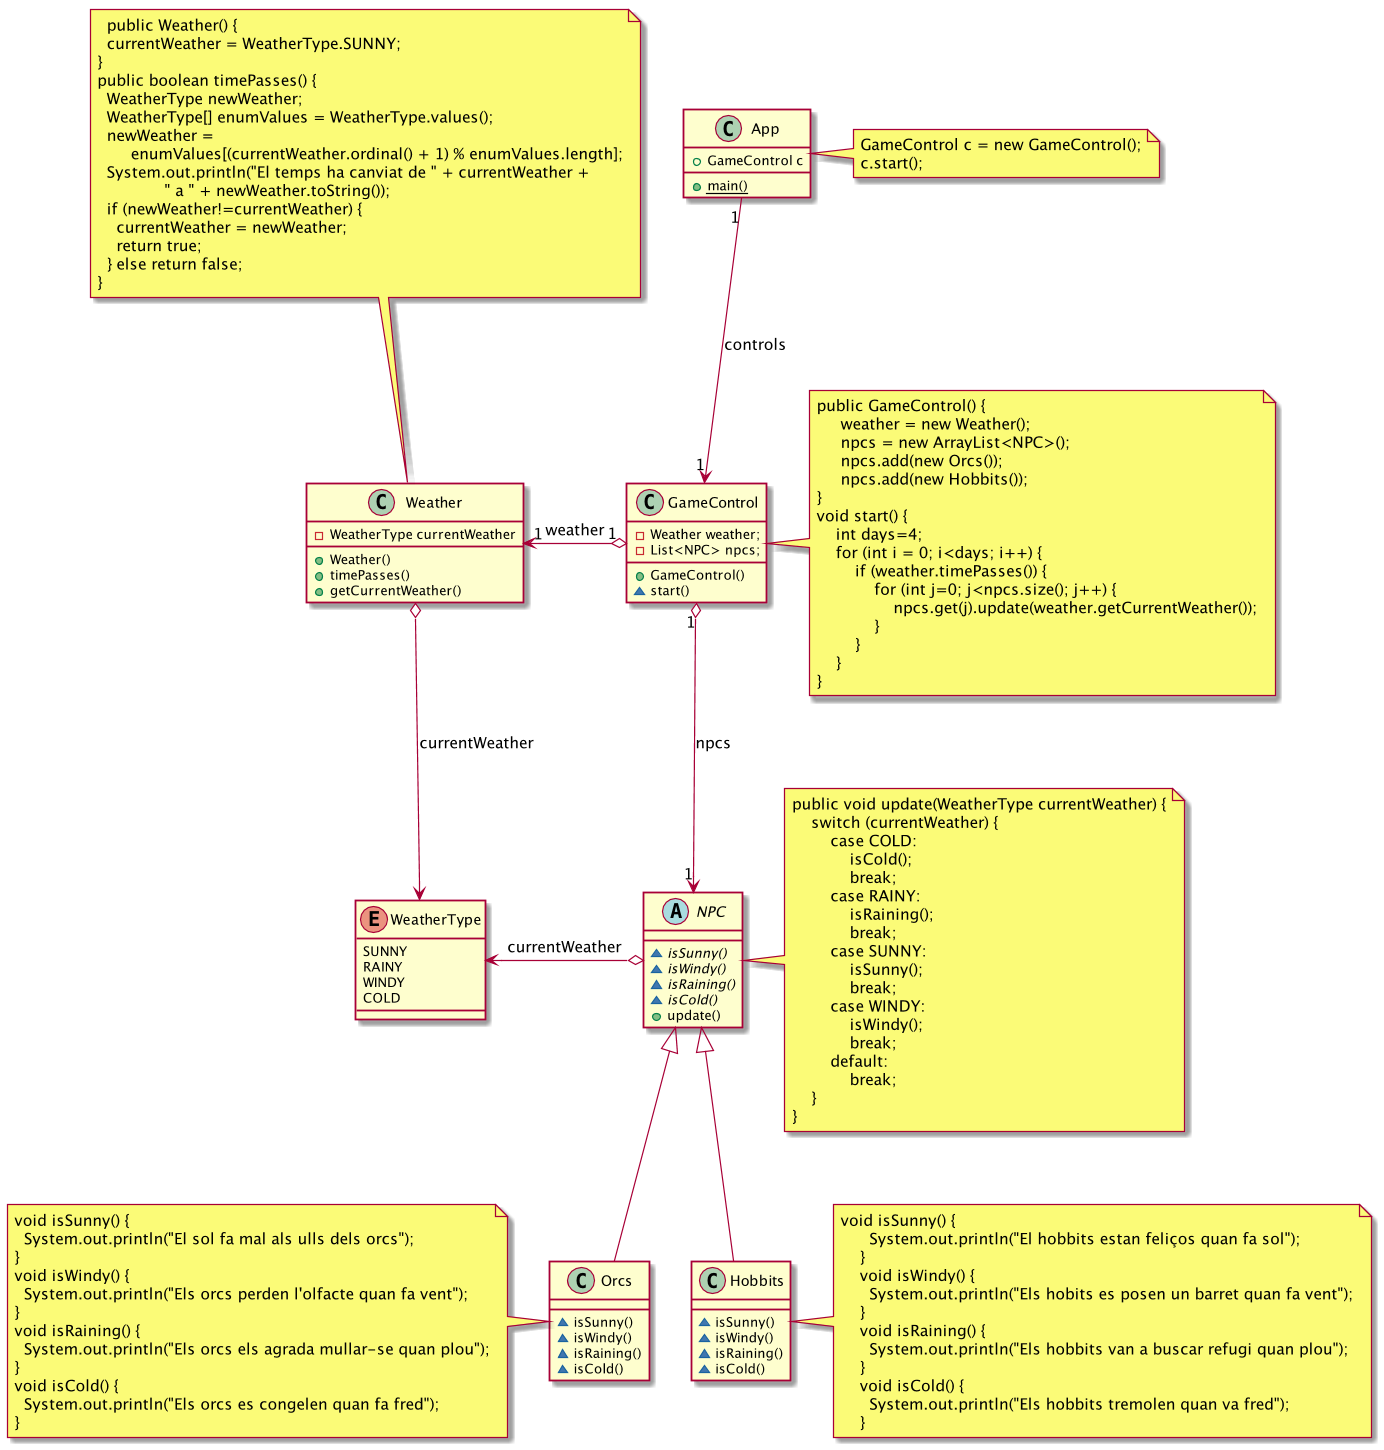 public Weather() {
currentWeather = WeatherType.SUNNY;
}
public boolean timePasses() {
WeatherType newWeather;
WeatherType[] enumValues = WeatherType.values();
newWeather =
enumValues[(currentWeather.ordinal() + 1) % enumValues.length];
System.out.println("El temps ha canviat de " + currentWeather +
" a " + newWeather.toString());
if (newWeather!=currentWeather) {
currentWeather = newWeather;
return true;
} else return false;
}
C App
GameControl c
main()
GameControl c = new GameControl();
c.start();
1
controls
1
public GameControl() {
weather = new Weather();
npcs = new ArrayList<NPC>();
npcs.add(new Orcs());
npcs.add(new Hobbits());
}
void start() {
int days=4;
for (int i = 0; i<days; i++) {
if (weather.timePasses()) {
for (int j=0; j<npcs.size(); j++) {
npcs.get(j).update(weather.getCurrentWeather());
}
}
}
}
C Weather
WeatherType currentWeather
Weather()
timePasses()
getCurrentWeather()
1 weather 1
C GameControl
Weather weather;
List<NPC> npcs;
GameControl()
start()
1
currentWeather
npcs
1
public void update(WeatherType currentWeather) {
switch (currentWeather) {
case COLD:
isCold();
break;
case RAINY:
isRaining();
break;
case SUNNY:
isSunny();
break;
case WINDY:
isWindy();
break;
default:
break;
}
}
E WeatherType
SUNNY
RAINY
WINDY
COLD
currentWeather
A NPC
isSunny()
isWindy()
isRaining()
isCold()
update()
void isSunny() {
System.out.println("El sol fa mal als ulls dels orcs");
}
void isWindy() {
System.out.println("Els orcs perden l'olfacte quan fa vent");
}
void isRaining() {
System.out.println("Els orcs els agrada mullar-se quan plou");
}
void isCold() {
System.out.println("Els orcs es congelen quan fa fred");
}
C Orcs
isSunny()
isWindy()
isRaining()
isCold()
C Hobbits
isSunny()
isWindy()
isRaining()
isCold()
void isSunny() {
System.out.println("El hobbits estan feliços quan fa sol");
}
void isWindy() {
System.out.println("Els hobits es posen un barret quan fa vent");
}
void isRaining() {
System.out.println("Els hobbits van a buscar refugi quan plou");
}
void isCold() {
System.out.println("Els hobbits tremolen quan va fred");
}